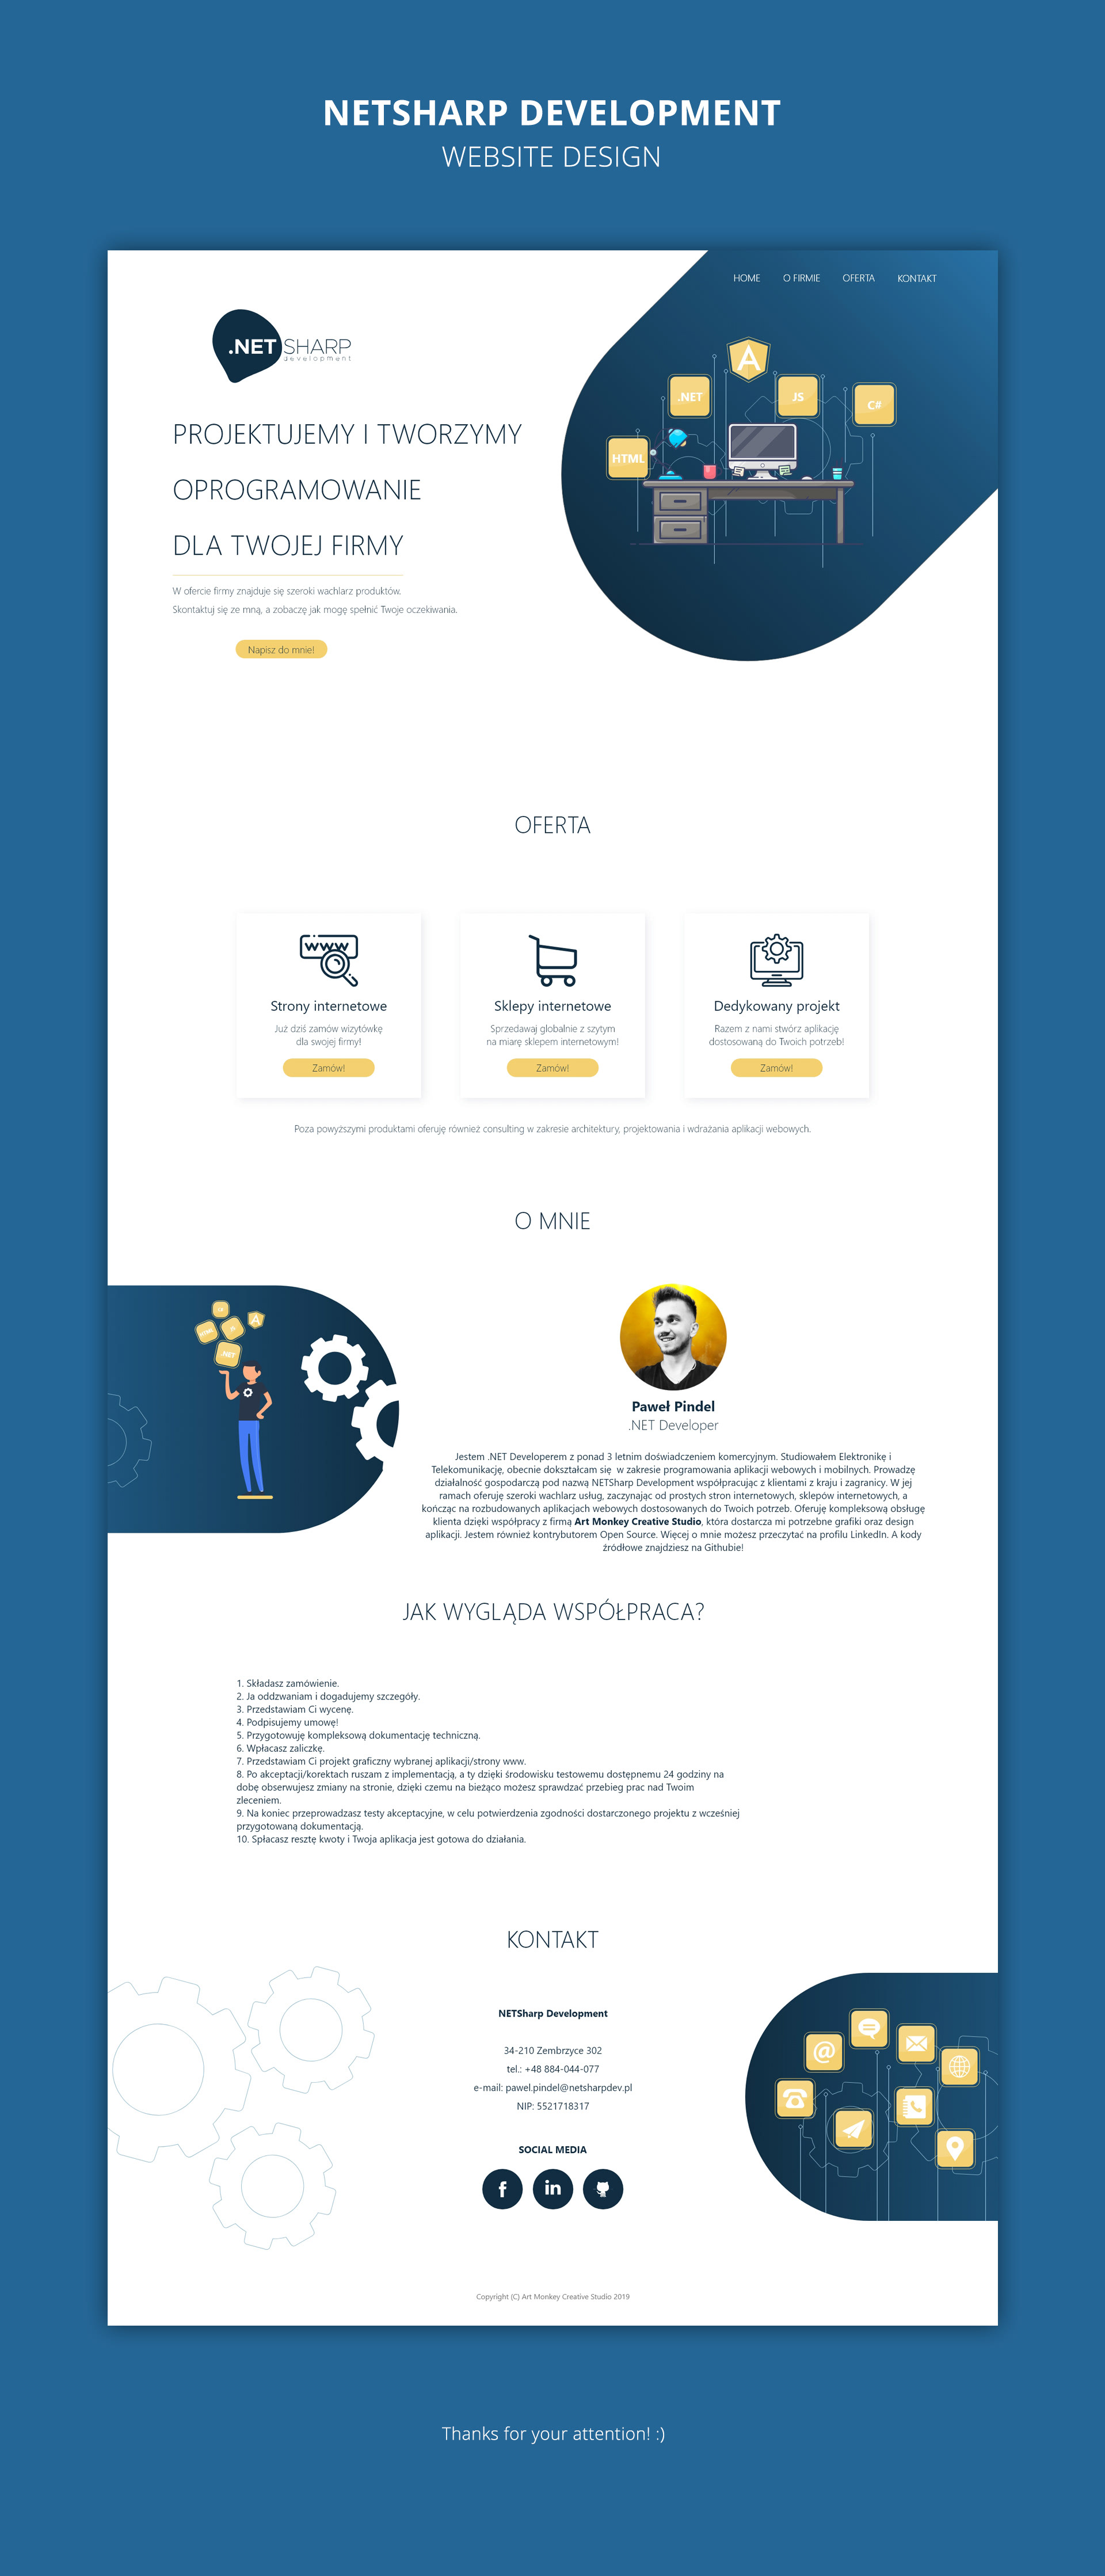 NETSHARP DEVELOPMENT
WEBSITE DESIGN
HOME O FIRMIE OFERTA KONTAKT
.NETSHARP
development
PROJEKTUJEMY I TWORZYMY
OPROGRAMOWANIE
DLA TWOJEJ FIRMY
W ofercie firmy znajduje się szeroki wachlarz produktów.
Skontaktuj się ze mną, a zobaczę jak mogę spełnić Twoje oczekiwania.
Napisz do mnie!
A
.NET
JS
C#
HTML
OFERTA
www
Strony internetowe
Już dziś zamów wizytówkę
dla swojej firmy!
Zamów!
Sklepy internetowe
Sprzedawaj globalnie z szytym
na miarę sklepem internetowym!
Zamów!
Dedykowany projekt
Razem z nami stwórz aplikację
dostosowaną do Twoich potrzeb!
Zamów!
Poza powyższymi produktami oferuję również consulting w zakresie architektury, projektowania i wdrażania aplikacji webowych.
O MNIE
C#
A
HTML
JS
.NET
Paweł Pindel
.NET Developer
Jestem .NET Developerem z ponad 3 letnim doświadczeniem komercyjnym. Studiowałem Elektronikę i
Telekomunikację, obecnie dokształcam się w zakresie programowania aplikacji webowych i mobilnych. Prowadzę
działalność gospodarczą pod nazwą NETSharp Development współpracując z klientami z kraju i zagranicy. W jej
ramach oferuję szeroki wachlarz usług, zaczynając od prostych stron internetowych, sklepów internetowych, a
kończąc na rozbudowanych aplikacjach webowych dostosowanych do Twoich potrzeb. Oferuję kompleksową obsługę
klienta dzięki współpracy z firmą Art Monkey Creative Studio, która dostarcza mi potrzebne grafiki oraz design
aplikacji. Jestem również kontrybutorem Open Source. Więcej o mnie możesz przeczytać na profilu LinkedIn. A kody
źródłowe znajdziesz na Githubie!
JAK WYGLĄDA WSPÓŁPRACA?
1. Składasz zamówienie.
2. Ja oddzwaniam i dogadujemy szczegóły.
3. Przedstawiam Ci wycenę.
4. Podpisujemy umowę!
5. Przygotowuję kompleksową dokumentację techniczną.
6. Wpłacasz zaliczkę.
7. Przedstawiam Ci projekt graficzny wybranej aplikacji/strony www.
8. Po akceptacji/korektach ruszam z implementacją, a ty dzięki środowisku testowemu dostępnemu 24 godziny na
dobę obserwujesz zmiany na stronie, dzięki czemu na bieżąco możesz sprawdzać przebieg prac nad Twoim
zleceniem.
9. Na koniec przeprowadzasz testy akceptacyjne, w celu potwierdzenia zgodności dostarczonego projektu z wcześniej
przygotowaną dokumentacją.
10. Spłacasz resztę kwoty i Twoja aplikacja jest gotowa do działania.
KONTAKT
NETSharp Development
34-210 Zembrzyce 302
tel.: +48 884-044-077
e-mail: pawel.pindel@netsharpdev.pl
NIP: 5521718317
SOCIAL MEDIA
f in
@
Copyright (C) Art Monkey Creative Studio 2019
Thanks for your attention! :)